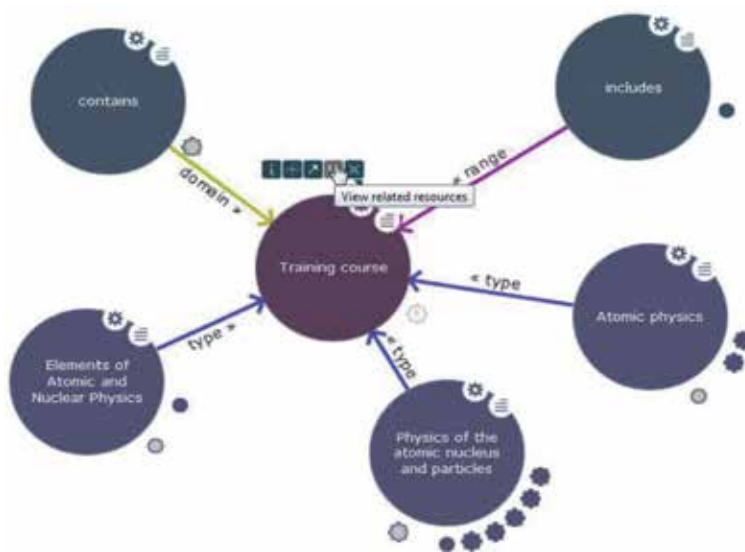 contains
includes
domain »
« range
View related resources
Training course
« type
Atomic physics
type »
« type
Elements of
Atomic and
Nuclear Physics
Physics of the
atomic nucleus
and particles